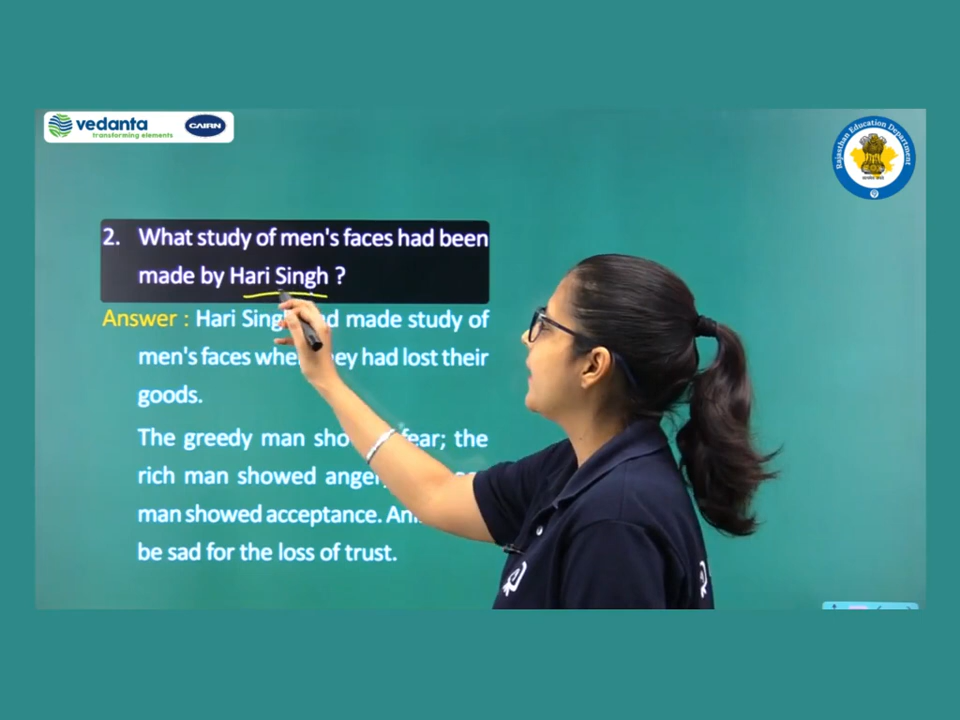 vedanta
transforming elements
CAIRN
Rajasthan Education Department
2. What study of men's faces had been
made by Hari Singh ?
Answer : Hari Sing made study of
men's faces had lost their
goods.
The greedy man fear; the
rich man showed
man showed acceptance.
be sad for the loss of trust.